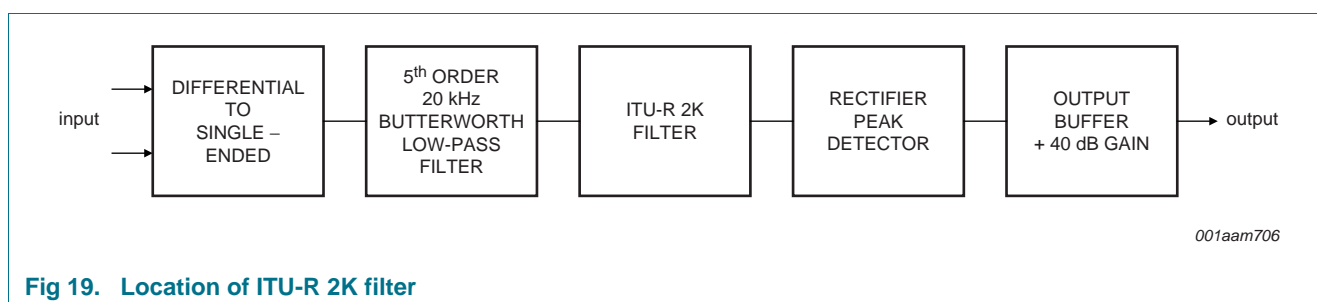 input
DIFFERENTIAL
TO
SINGLE –
ENDED
5th ORDER
20 kHz
BUTTERWORTH
LOW-PASS
FILTER
ITU-R 2K
FILTER
RECTIFIER
PEAK
DETECTOR
OUTPUT
BUFFER
+ 40 dB GAIN
output
001aam706
Fig 19. Location of ITU-R 2K filter